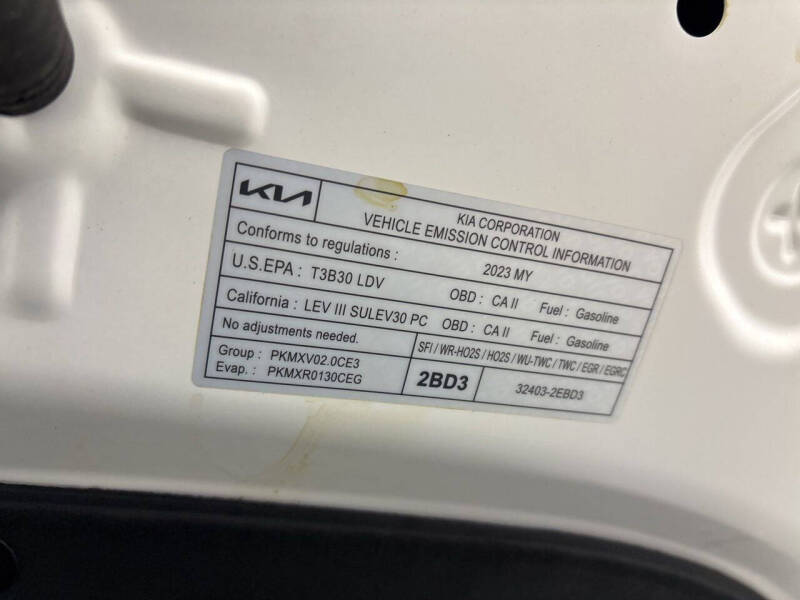 KIA
KIA CORPORATION
VEHICLE EMISSION CONTROL INFORMATION
Conforms to regulations : 2023 MY
U.S.EPA : T3B30 LDV OBD : CA II Fuel : Gasoline
California : LEV III SULEV30 PC OBD : CA II Fuel : Gasoline
No adjustments needed. SFI / WR-HO2S / HO2S / WU-TWC / TWC / EGR / EGRC
Group : PKMXV02.0CE3
Evap. : PKMXR0130CEG
2BD3 32403-2EBD3